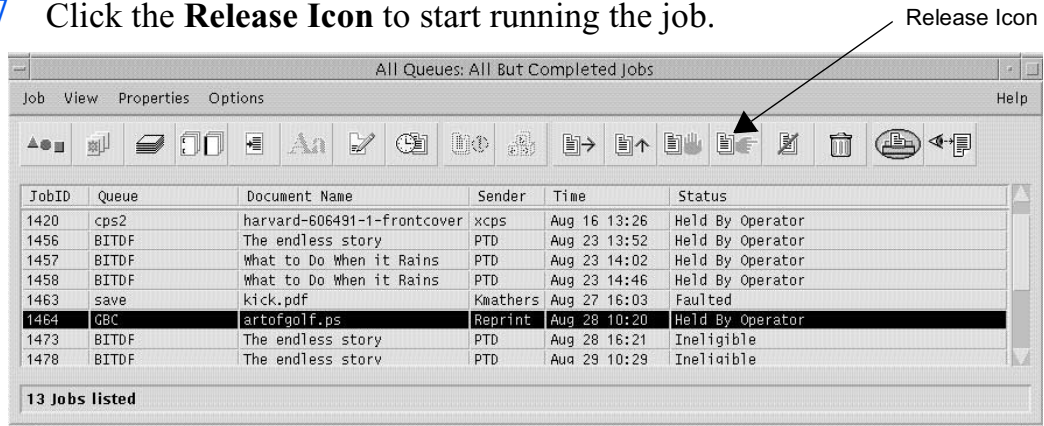 Click the Release Icon to start running the job.
Release Icon
All Queues: All But Completed Jobs
Job View Properties Options Help
Aa
JobID Queue Document Name Sender Time Status
1420 cps2 harvard-606491-1-frontcover xcps Aug 16 13:26 Held By Operator
1456 BITDF The endless story PTD Aug 23 13:52 Held By Operator
1457 BITDF What to Do When it Rains PTD Aug 23 14:02 Held By Operator
1458 BITDF What to Do When it Rains PTD Aug 23 14:46 Held By Operator
1463 save kick.pdf Kmathers Aug 27 16:03 Faulted
1464 GBC artofgolf.ps Reprint Aug 28 10:20 Held By Operator
1473 BITDF The endless story PTD Aug 28 16:21 Ineligible
1478 BITDF The endless story PTD Aug 29 10:29 Ineligible
13 Jobs listed